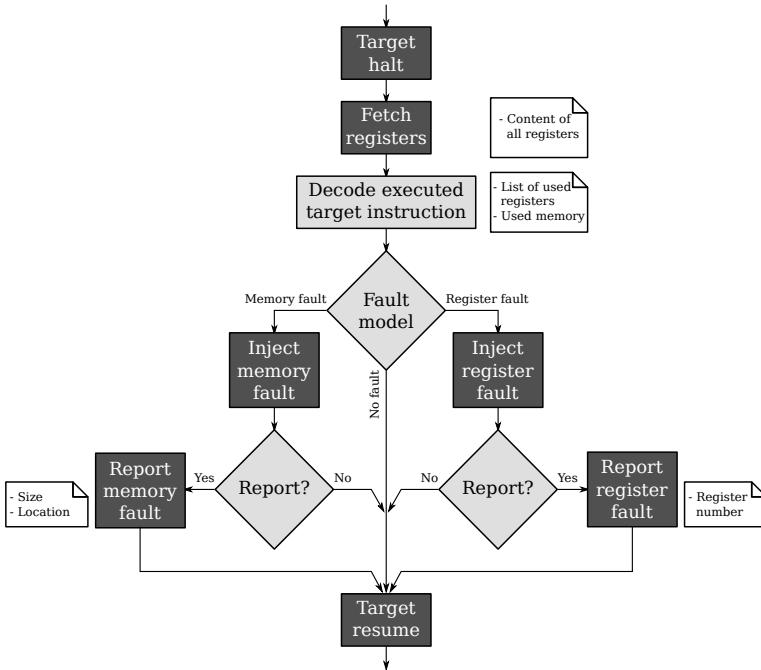 Target
halt
Fetch
registers
- Content of
all registers
Decode executed
target instruction
- List of used
registers
- Used memory
Fault
model
Memory fault
Register fault
No fault
Inject
memory
fault
Inject
register
fault
Report
memory
fault
Yes
Report?
No
No
Report?
Yes
Report
register
fault
- Size
- Location
- Register
number
Target
resume